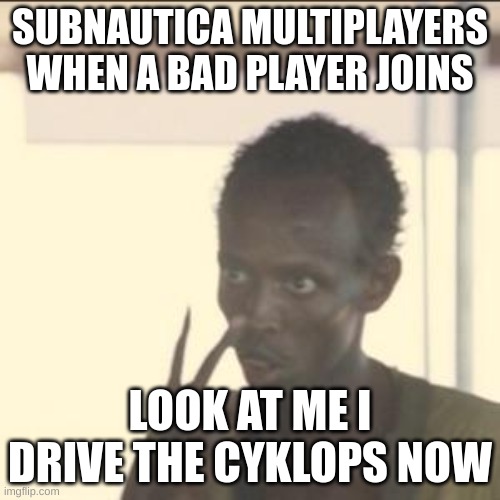 SUBNAUTICA MULTIPLAYERS
WHEN A BAD PLAYER JOINS
LOOK AT ME I
DRIVE THE CYKLOPS NOW
imgflip.com